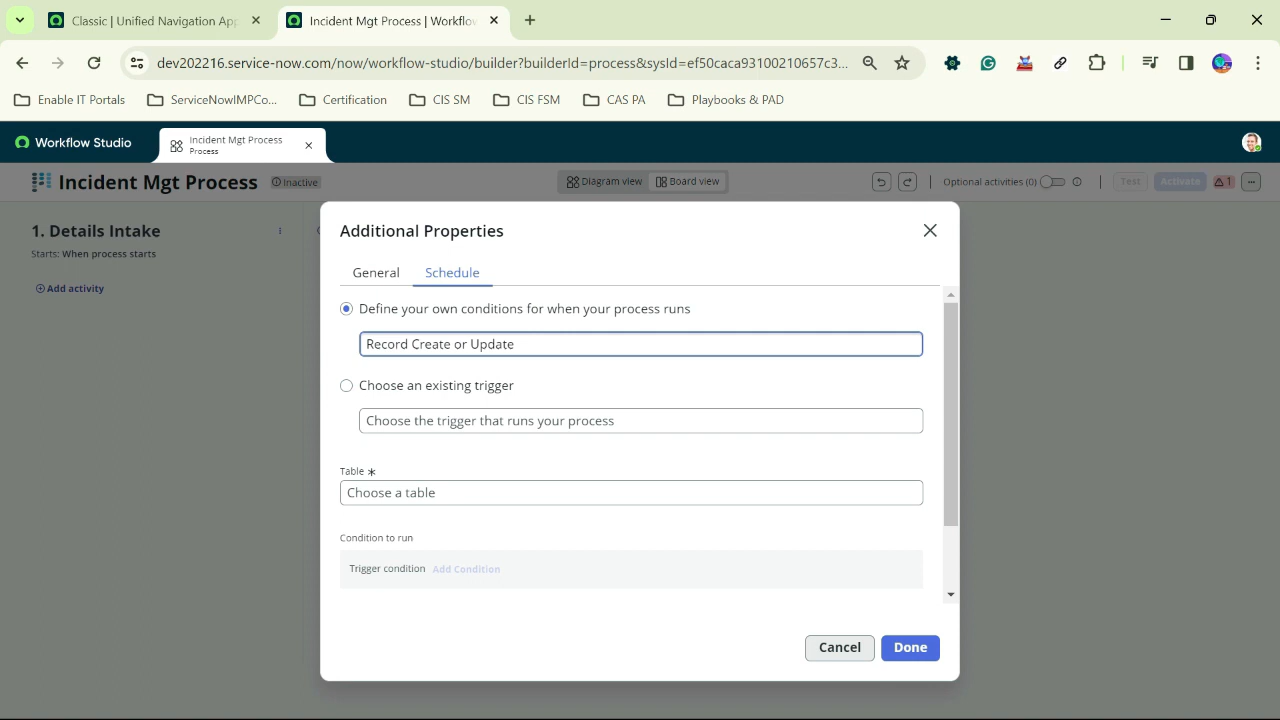 Classic | Unified Navigation App
Incident Mgt Process | Workflow
dev202216.service-now.com/now/workflow-studio/builder?builderId=process&sysId=ef50caca93100210657c3...
Enable IT Portals
ServiceNowIMPCo...
Certification
CIS SM
CIS FSM
CAS PA
Playbooks & PAD
Workflow Studio
Incident Mgt Process
Process
Incident Mgt Process
Inactive
Diagram view
Board view
Optional activities (0)
Test
Activate
1
1. Details Intake
Starts: When process starts
Add activity
Additional Properties
General
Schedule
Define your own conditions for when your process runs
Record Create or Update
Choose an existing trigger
Choose the trigger that runs your process
Table *
Choose a table
Condition to run
Trigger condition Add Condition
Cancel
Done